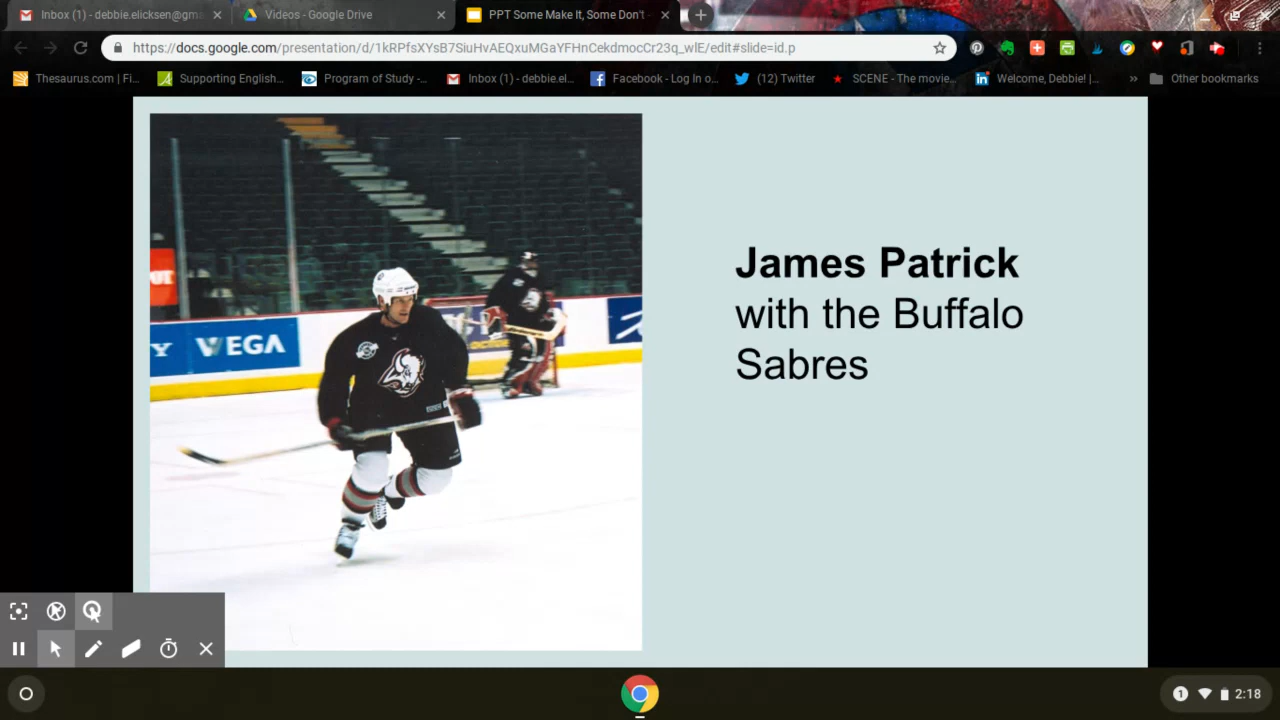 Inbox (1) - debbie.elicksen@gma
Videos - Google Drive
PPT Some Make It, Some Don't -
https://docs.google.com/presentation/d/1kRPfsXYsB7SiuHvAEQxuMGaYFHnCekdmocCr23q_wlE/edit#slide=id.p
Thesaurus.com | Fi...
Supporting English...
Program of Study -...
Inbox (1) - debbie.el...
Facebook - Log In o...
(12) Twitter
SCENE - The movie...
Welcome, Debbie! |...
Other bookmarks
James Patrick
with the Buffalo
Sabres
Y VEGA
1
2:18